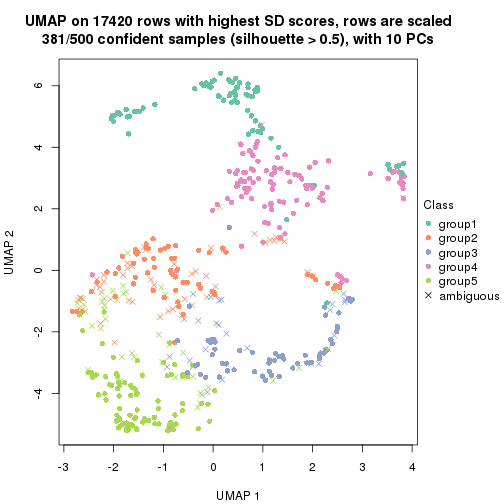 UMAP on 17420 rows with highest SD scores, rows are scaled
381/500 confident samples (silhouette > 0.5), with 10 PCs
6
4
2
0
-2
-4
UMAP 2
-3
-2
-1
0
1
2
3
4
UMAP 1
Class
group1
group2
group3
group4
group5
ambiguous